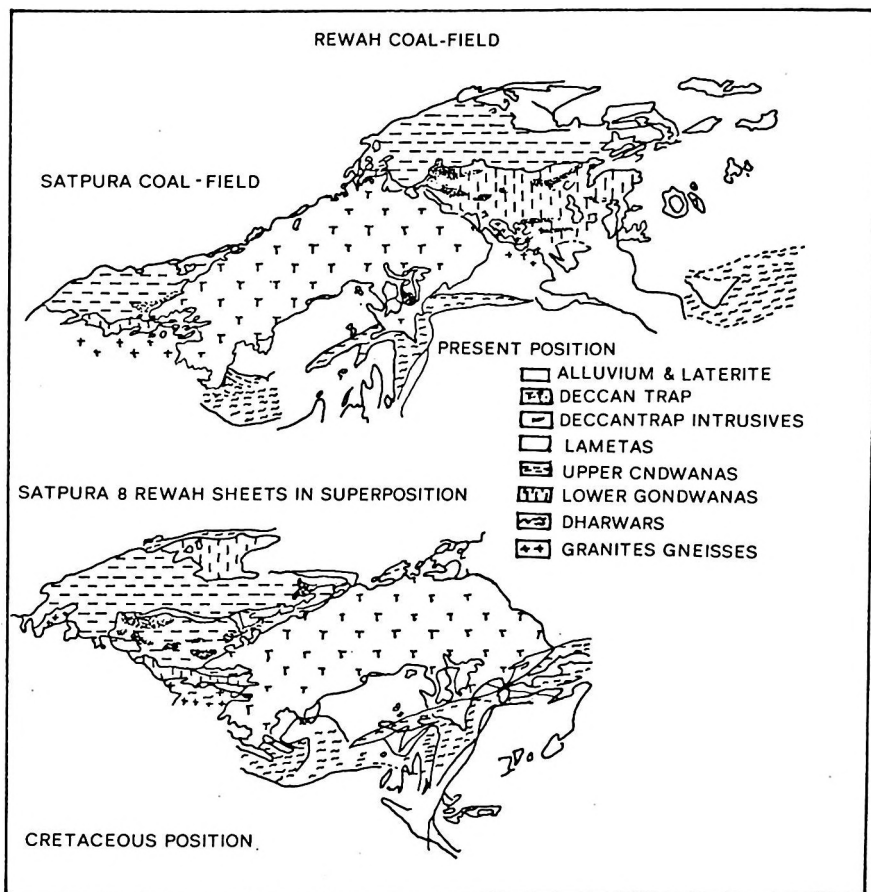 REWAH COAL-FIELD
SATPURA COAL-FIELD
PRESENT POSITION
ALLUVIUM & LATERITE
DECCAN TRAP
DECCANTRAP INTRUSIVES
LAMETAS
UPPER CNDWANAS
LOWER GONDWANAS
DHARWARS
GRANITES GNEISSES
SATPURA 8 REWAH SHEETS IN SUPERPOSITION
CRETACEOUS POSITION